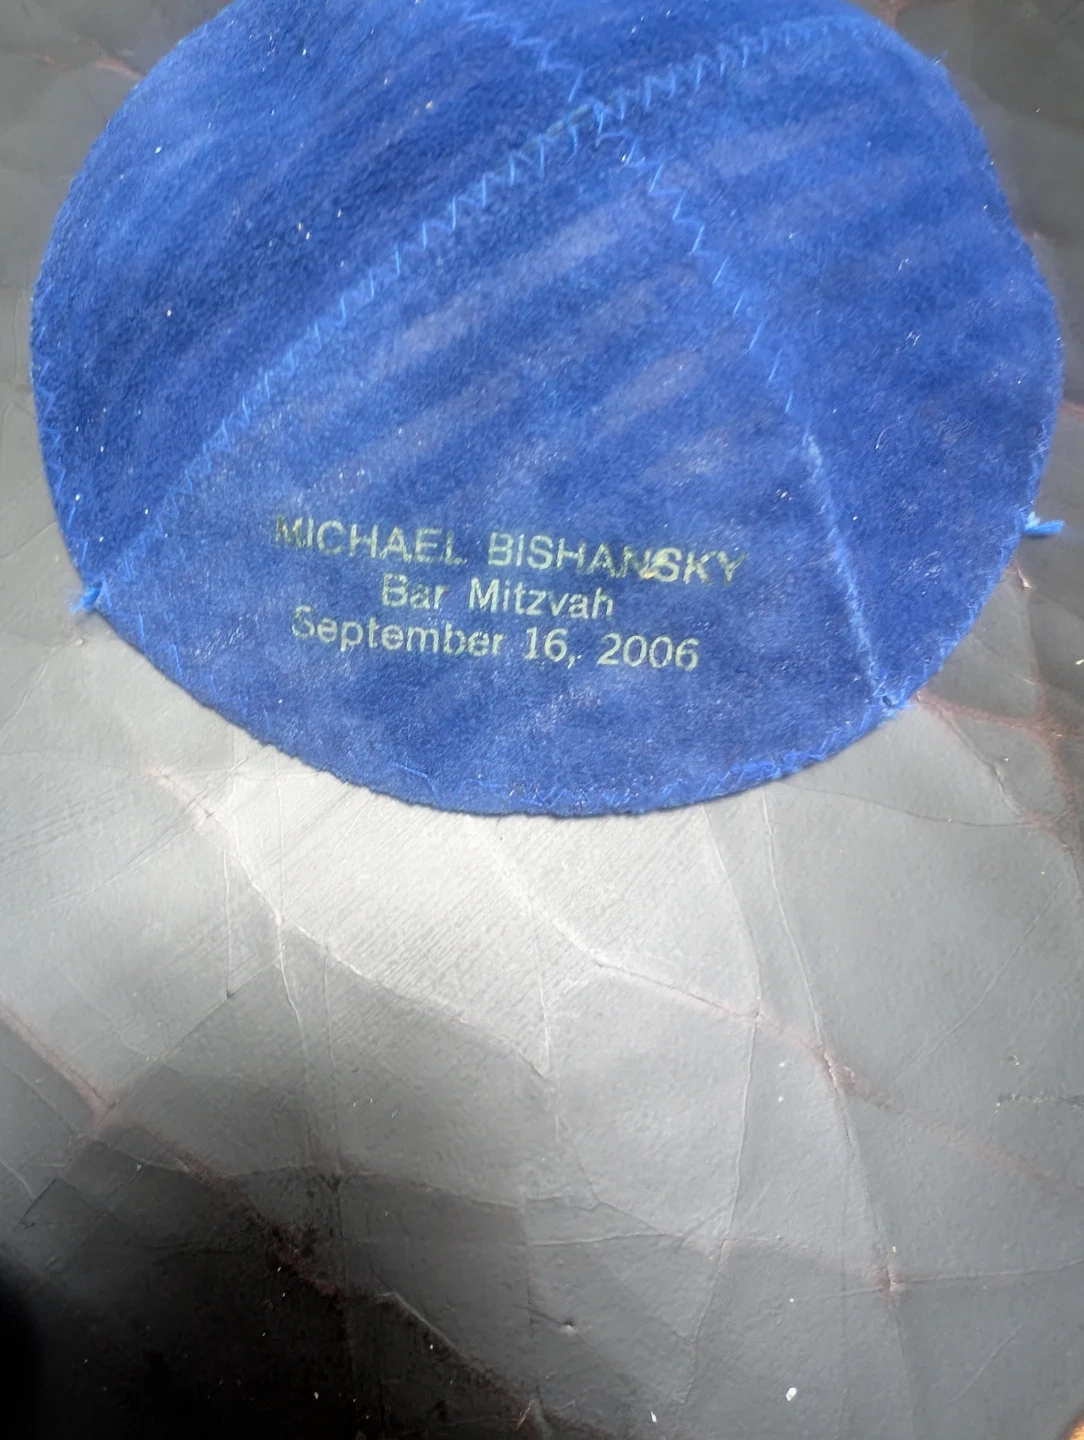 MICHAEL BISHANSKY
Bar Mitzvah
September 16, 2006